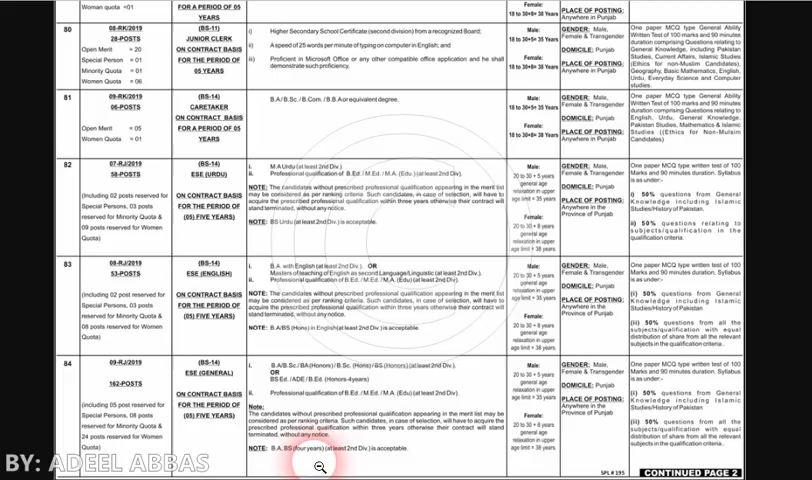 Woman quota =01
FOR A PERIOD OF 05
YEARS
Female:
18 to 30+8= 38 Years
PLACE OF POSTING:
Anywhere in Punjab
80
08-RK/2019
28-POSTS
Open Merit = 20
Special Person = 01
Minority Quota = 01
Women Quota = 06
(BS-11)
JUNIOR CLERK
ON CONTRACT BASIS
FOR THE PERIOD OF
05 YEARS
i) Higher Secondary School Certificate (second division) from a recognized Board;
ii) A speed of 25 words per minute of typing on computer in English; and
iii) Proficient in Microsoft Office or any other compatible office application and he shall
demonstrate such proficiency.
Male:
18 to 30+5= 35 Years
Female:
18 to 30+8= 38 Years
GENDER: Male,
Female & Transgender
DOMICILE: Punjab
PLACE OF POSTING:
Anywhere in Punjab
One paper MCQ type General Ability
Written Test of 100 marks and 90 minutes
duration comprising Questions relating to
General Knowledge, including Pakistan
Studies, Current Affairs, Islamic Studies
(Ethics for non-Muslim Candidates),
Geography, Basic Mathematics, English,
Urdu, Everyday Science and Computer
studies.
81
09-RK/2019
06-POSTS
Open Merit = 05
Women Quota = 01
(BS-14)
CARETAKER
ON CONTRACT BASIS
FOR A PERIOD OF 05
YEARS
B.A/B.Sc. /B.Com. /B.B.A or equivalent degree.
Male:
18 to 30+5= 35 Years
Female:
18 to 30+8= 38 Years
GENDER: Male,
Female & Transgender
DOMICILE: Punjab
PLACE OF POSTING:
Anywhere in Punjab
One paper MCQ type General Ability
Written Test of 100 marks and 90 minutes
duration comprising Questions relating to
English, Urdu, General Knowledge,
Pakistan Studies, Mathematics & Islamic
Studies ((Ethics for Non-Mulsim
Candidates)
82
07-RJ/2019
58-POSTS
(Including 02 posts reserved for
Special Persons, 03 posts
reserved for Minority Quota &
09 posts reserved for Women
Quota)
(BS-14)
ESE (URDU)
ON CONTRACT BASIS
FOR THE PERIOD OF
(05) FIVE YEARS)
i. M.A Urdu (at least 2nd Div.)
ii. Professional qualification of B.Ed. / M.Ed. / M.A. (Edu) (at least 2nd Div).
NOTE: The candidates without prescribed professional qualification appearing in the merit list
may be considered as per ranking criteria. Such candidates, in case of selection, will have to
acquire the prescribed professional qualification within three years otherwise their contract will
stand terminated, without any notice.
NOTE: BS Urdu (at least 2nd Div.) is acceptable.
Male:
20 to 30 + 5 years
general age
relaxation in upper
age limit = 35 years
Female:
20 to 30 + 8 years
general age
relaxation in upper
age limit = 38 years.
GENDER: Male,
Female & Transgender
DOMICILE: Punjab
PLACE OF POSTING:
Anywhere in the
Province of Punjab
One paper MCQ type written test of 100
Marks and 90 minutes duration. Syllabus
is as under:-
i) 50% questions from General
Knowledge including Islamic
Studies/History of Pakistan.
ii) 50% questions relating to
subjects/qualification in the
qualification criteria.
83
08-RJ/2019
53-POSTS
(Including 02 posts reserved for
Special Persons, 03 posts
reserved for Minority Quota &
08 posts reserved for Women
Quota)
(BS-14)
ESE (ENGLISH)
ON CONTRACT BASIS
FOR THE PERIOD OF
(05) FIVE YEARS)
i. B.A. with English (at least 2nd Div.) OR
Masters of teaching of English as second Language/Linguistic (at least 2nd Div.)
ii. Professional qualification of B.Ed. / M.Ed. /M.A. (Edu) (at least 2nd Div).
NOTE: The candidates without prescribed professional qualification appearing in the merit list
may be considered as per ranking criteria. Such candidates, in case of selection, will have to
acquire the prescribed professional qualification within three years otherwise their contract will
stand terminated, without any notice.
NOTE: B.A/BS (Hons) in English (at least 2nd Div.) is acceptable.
Male:
20 to 30 + 5 years
general age
relaxation in upper
age limit = 35 years
Female:
20 to 30 + 8 years
general age
relaxation in upper
age limit = 38 years.
GENDER: Male,
Female & Transgender
DOMICILE: Punjab
PLACE OF POSTING:
Anywhere in the
Province of Punjab
One paper MCQ type written test of 100
Marks and 90 minutes duration. Syllabus
is as under:-
(i) 50% questions from General
Knowledge including Islamic
Studies/History of Pakistan
(ii) 50% questions from all the
subjects/qualification with equal
distribution of share from all the relevant
subjects in the qualification criteria..
84
09-RJ/2019
162-POSTS
(including 05 post reserved for
Special Persons, 08 posts
reserved for Minority Quota &
24 posts reserved for Women
Quota)
(BS-14)
ESE (GENERAL)
ON CONTRACT BASIS
FOR THE PERIOD OF
(05) FIVE YEARS)
i. B.A/B.Sc./ BA (Honors) / B.Sc. (Hons) / BS (Honors) (at least 2nd Div.)
OR
BS Ed. / ADE / B.Ed. (Honors-4years)
ii. Professional qualification of B.Ed. / M.Ed. /M.A. (Edu) (at least 2nd Div).
Note:
The candidates without prescribed professional qualification appearing in the merit list may be
considered as per ranking criteria. Such candidates, in case of selection, will have to acquire the
prescribed professional qualification within three years otherwise their contract will stand
terminated, without any notice.
NOTE: B.A, BS (four years) (at least 2nd Div.) is acceptable.
Male:
20 to 30 + 5 years
general age
relaxation in upper
age limit = 35 years
Female:
20 to 30 + 8 years
general age
relaxation in upper
age limit = 38 years.
GENDER: Male,
Female & Transgender
DOMICILE: Punjab
PLACE OF POSTING:
Anywhere in Punjab
One paper MCQ type written test of 100
Marks and 90 minutes duration. Syllabus
is as under:-
(i) 50% questions from General
Knowledge including Islamic
Studies/History of Pakistan
(ii) 50% questions from all the
subjects/qualification with equal
distribution of share from all the relevant
subjects in the qualification criteria.
BY: ADEEL ABBAS
SPL # 195
CONTINUED PAGE 2